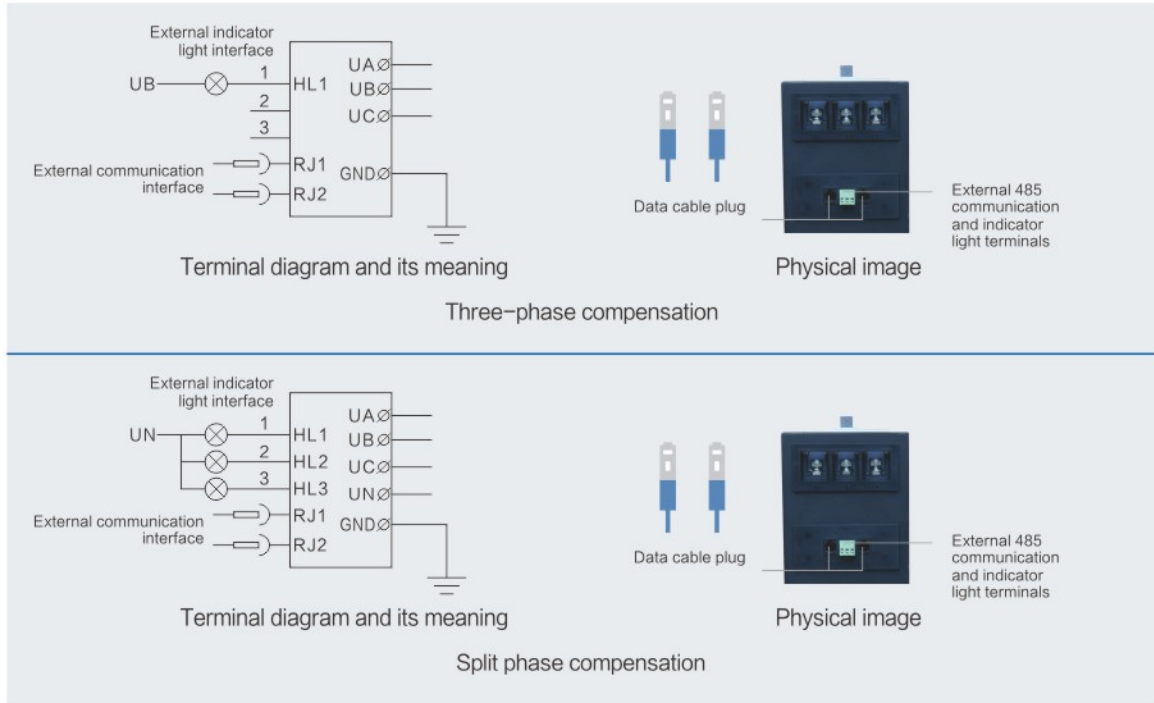 External indicator
light interface
UB
1
HL1
2
3
UA
UB
UC
RJ1
External communication
interface
RJ2
GND
Terminal diagram and its meaning
Data cable plug
External 485
communication
and indicator
light terminals
Physical image
Three-phase compensation
External indicator
light interface
UN
1
HL1
2
HL2
3
HL3
UA
UB
UC
UN
RJ1
External communication
interface
RJ2
GND
Terminal diagram and its meaning
Data cable plug
External 485
communication
and indicator
light terminals
Physical image
Split phase compensation